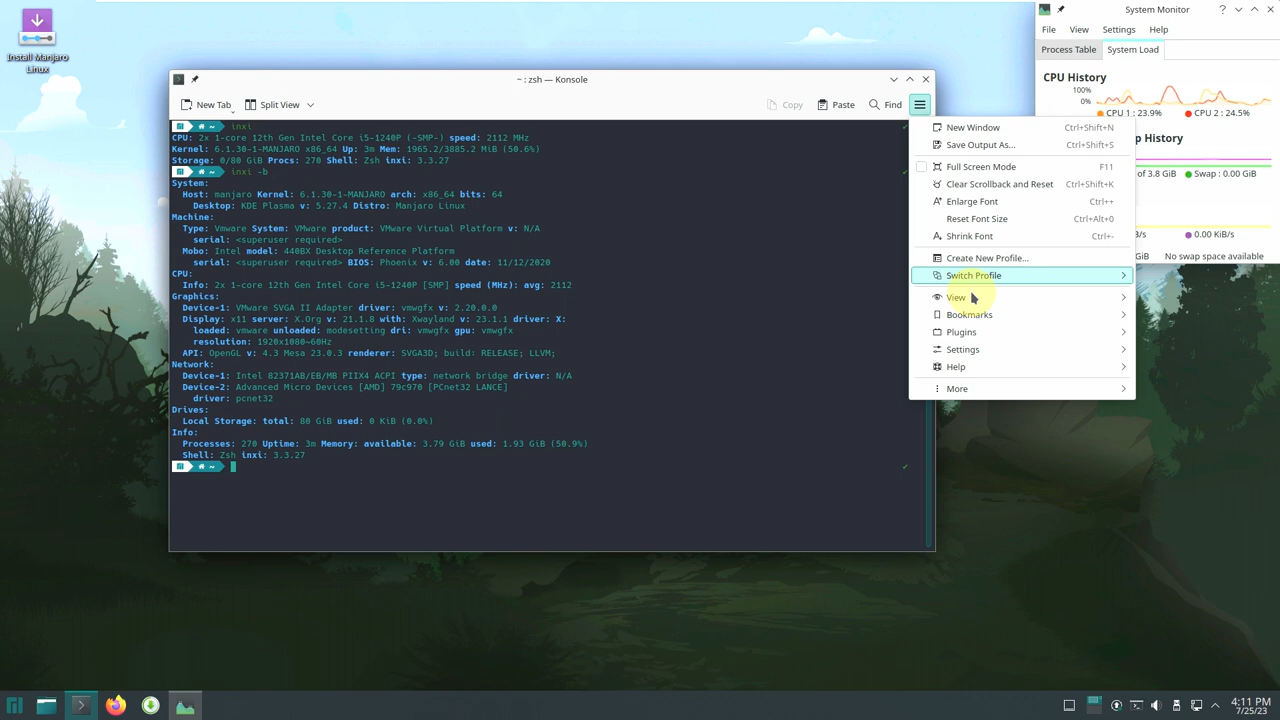 Install Manjaro
Linux
System Monitor
File View Settings Help
Process Table System Load
CPU History
100%
0%
CPU 1 : 23.9% CPU 2 : 24.5%
p History
of 3.8 GiB Swap : 0.00 GiB
B/s 0.00 KiB/s
GiB No swap space available
~ : zsh — Konsole
New Tab Split View Copy Paste Find
~ inxi
CPU: 2x 1-core 12th Gen Intel Core i5-1240P (-SMP-) speed: 2112 MHz
Kernel: 6.1.30-1-MANJARO x86_64 Up: 3m Mem: 1965.2/3885.2 MiB (50.6%)
Storage: 0/80 GiB Procs: 270 Shell: Zsh inxi: 3.3.27
~ inxi -b
System:
Host: manjaro Kernel: 6.1.30-1-MANJARO arch: x86_64 bits: 64
Desktop: KDE Plasma v: 5.27.4 Distro: Manjaro Linux
Machine:
Type: Vmware System: VMware product: VMware Virtual Platform v: N/A
serial: <superuser required>
Mobo: Intel model: 440BX Desktop Reference Platform
serial: <superuser required> BIOS: Phoenix v: 6.00 date: 11/12/2020
CPU:
Info: 2x 1-core 12th Gen Intel Core i5-1240P [SMP] speed (MHz): avg: 2112
Graphics:
Device-1: VMware SVGA II Adapter driver: vmwgfx v: 2.20.0.0
Display: x11 server: X.Org v: 21.1.8 with: Xwayland v: 23.1.1 driver: X:
loaded: vmware unloaded: modesetting dri: vmwgfx gpu: vmwgfx
resolution: 1920x1080~60Hz
API: OpenGL v: 4.3 Mesa 23.0.3 renderer: SVGA3D; build: RELEASE; LLVM;
Network:
Device-1: Intel 82371AB/EB/MB PIIX4 ACPI type: network bridge driver: N/A
Device-2: Advanced Micro Devices [AMD] 79c970 [PCnet32 LANCE]
driver: pcnet32
Drives:
Local Storage: total: 80 GiB used: 0 KiB (0.0%)
Info:
Processes: 270 Uptime: 3m Memory: available: 3.79 GiB used: 1.93 GiB (50.9%)
Shell: Zsh inxi: 3.3.27
~
New Window Ctrl+Shift+N
Save Output As... Ctrl+Shift+S
Full Screen Mode F11
Clear Scrollback and Reset Ctrl+Shift+K
Enlarge Font Ctrl++
Reset Font Size Ctrl+Alt+0
Shrink Font Ctrl+-
Create New Profile...
Switch Profile
View
Bookmarks
Plugins
Settings
Help
More
4:11 PM
7/25/23